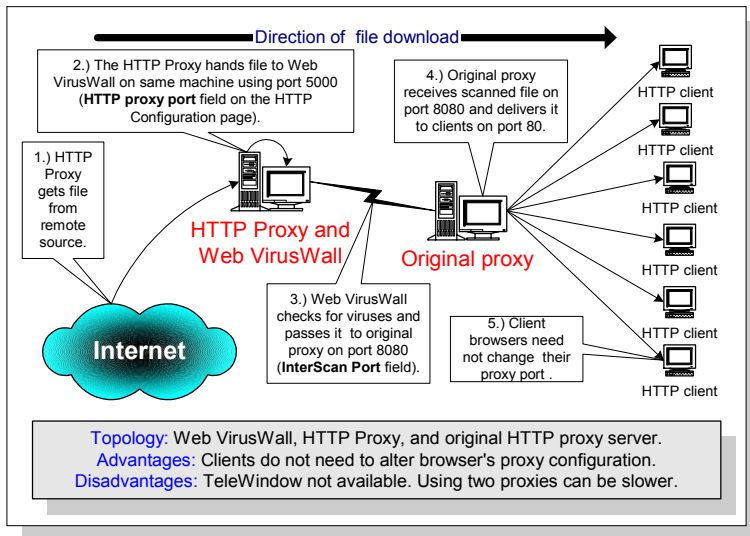 Direction of  file download
2.) The HTTP Proxy hands file to Web
VirusWall on same machine using port 5000
(HTTP proxy port field on the HTTP
Configuration page).
4.) Original proxy
receives scanned file on
port 8080 and delivers it
to clients on port 80.
1.) HTTP
Proxy
gets file
from
remote
source.
HTTP Proxy and
Web VirusWall
Original proxy
3.) Web VirusWall
checks for viruses and
passes it  to original
proxy on port 8080
(InterScan Port field).
5.) Client
browsers need
not change  their
proxy port .
Internet
HTTP client
HTTP client
HTTP client
HTTP client
HTTP client
HTTP client
Topology: Web VirusWall, HTTP Proxy, and original HTTP proxy server.
Advantages: Clients do not need to alter browser's proxy configuration.
Disadvantages: TeleWindow not available. Using two proxies can be slower.